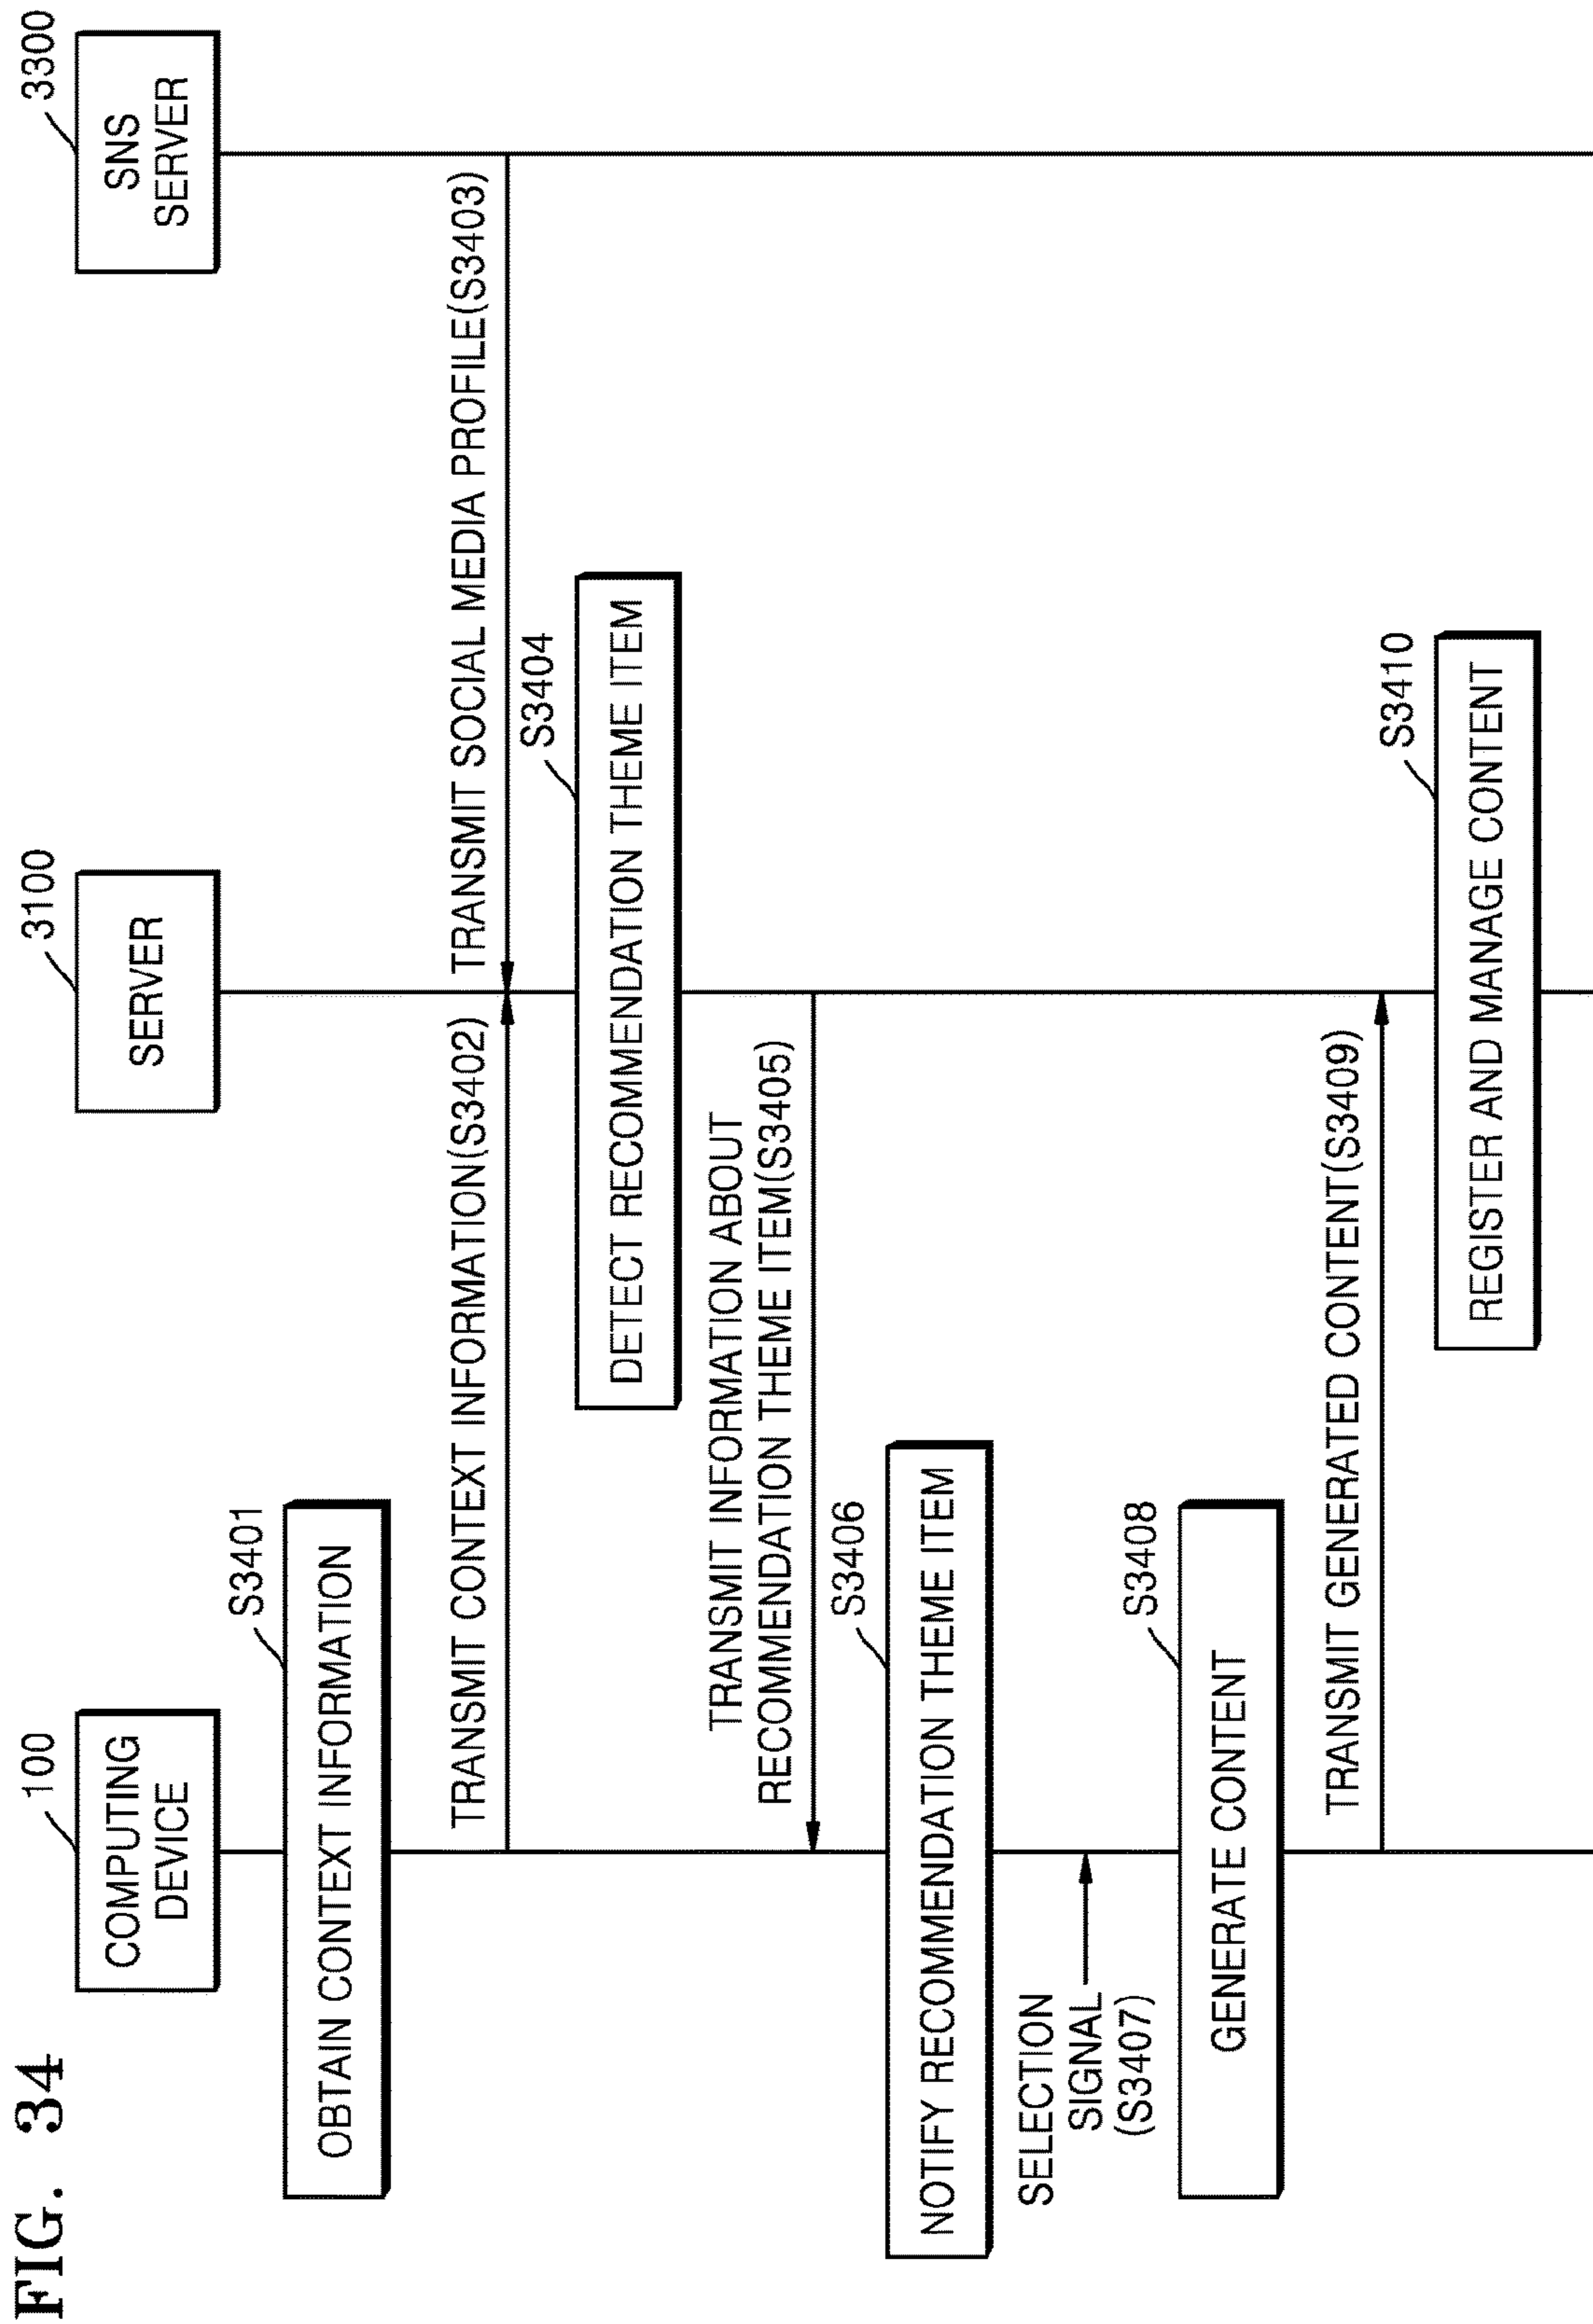 FIG. 34
100
COMPUTING
DEVICE
3100
SERVER
3300
SNS
SERVER
S3401
OBTAIN CONTEXT INFORMATION
TRANSMIT CONTEXT INFORMATION(S3402)
TRANSMIT SOCIAL MEDIA PROFILE(S3403)
S3404
DETECT RECOMMENDATION THEME ITEM
TRANSMIT INFORMATION ABOUT
RECOMMENDATION THEME ITEM(S3405)
S3406
NOTIFY RECOMMENDATION THEME ITEM
SELECTION
SIGNAL
(S3407)
S3408
GENERATE CONTENT
TRANSMIT GENERATED CONTENT(S3409)
S3410
REGISTER AND MANAGE CONTENT